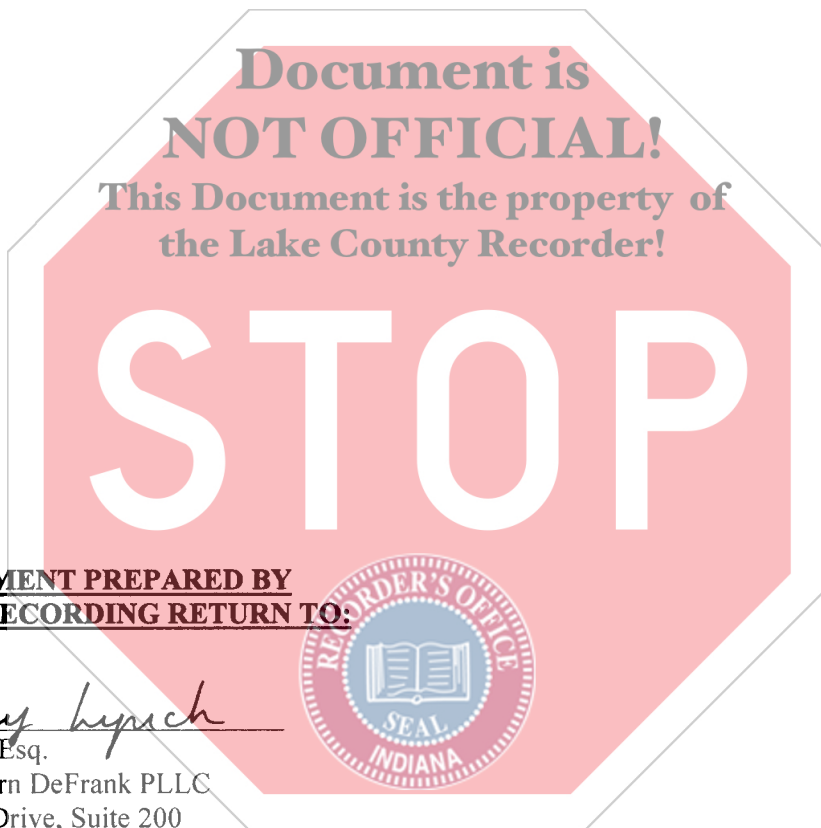 Document is
NOT OFFICIAL!
This Document is the property of
the Lake County Recorder!
STOP
MENT PREPARED BY
ECORDING RETURN TO:
RECORDER'S OFFICE
SEAL
INDIANA
y Lynch
Esq.
rn DeFrank PLLC
Drive, Suite 200